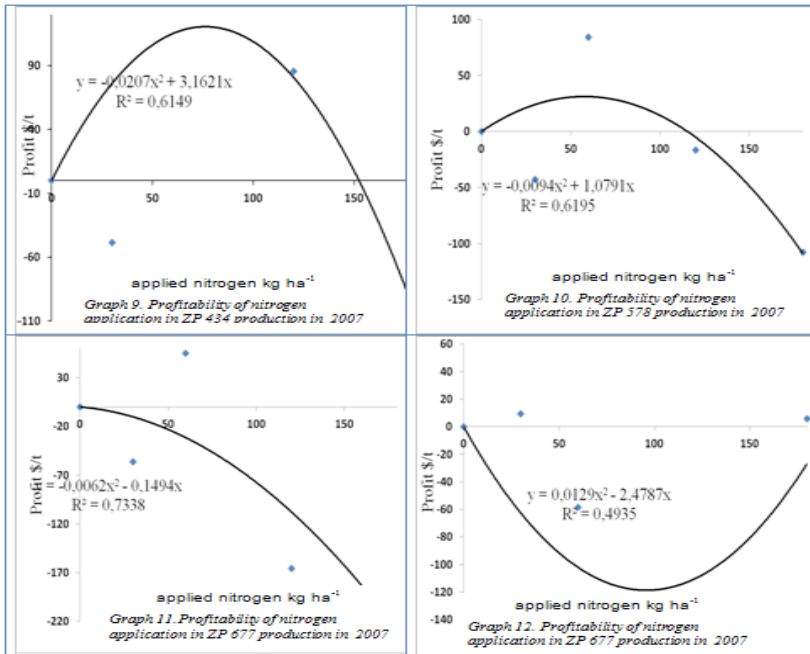 90
40
-10
-60
-110
0
50
100
150
Profit $/t
y = -0,0207x² + 3,1621x
R² = 0,6149
applied nitrogen kg ha⁻¹
Graph 9. Profitability of nitrogen
application in ZP 434 production in 2007
100
50
0
-50
-100
-150
0
50
100
150
Profit $/t
y = -0,0094x² + 1,0791x
R² = 0,6195
applied nitrogen kg ha⁻¹
Graph 10. Profitability of nitrogen
application in ZP 578 production in 2007
30
-20
-70
-120
-170
-220
0
50
100
150
Profit $/t
= -0,0062x² - 0,1494x
R² = 0,7338
applied nitrogen kg ha⁻¹
Graph 11. Profitability of nitrogen
application in ZP 677 production in 2007
60
40
20
0
-20
-40
-60
-80
-100
-120
-140
0
50
100
150
Profit $/t
y = 0,0129x² - 2,4787x
R² = 0,4935
applied nitrogen kg ha⁻¹
Graph 12. Profitability of nitrogen
application in ZP 677 production in 2007